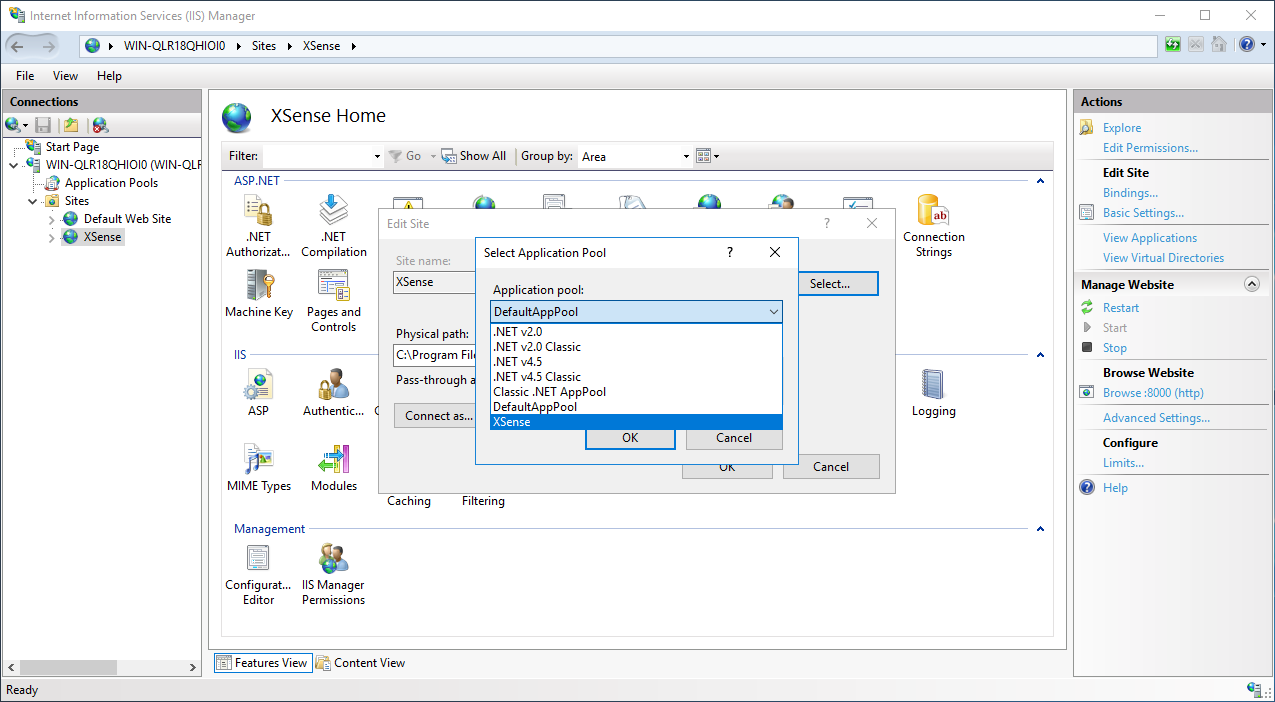 Internet Information Services (IIS) Manager
WIN-QLR18QHIOI0 Sites XSense
File View Help
Connections
Start Page
WIN-QLR18QHIOI0 (WIN-QLR
Application Pools
Sites
Default Web Site
XSense
XSense Home
Filter: Go Show All Group by: Area
ASP.NET
.NET Authorizat...
.NET Compilation
Connection Strings
Machine Key
Pages and Controls
IIS
ASP
Authentic...
Logging
MIME Types
Modules
Caching
Filtering
Management
Configurat... Editor
IIS Manager Permissions
Edit Site
?
Site name:
XSense
Select...
Physical path:
C:\Program File
Pass-through a
Connect as...
OK
Cancel
Select Application Pool
?
Application pool:
DefaultAppPool
.NET v2.0
.NET v2.0 Classic
.NET v4.5
.NET v4.5 Classic
Classic .NET AppPool
DefaultAppPool
XSense
OK
Cancel
Features View
Content View
Actions
Explore
Edit Permissions...
Edit Site
Bindings...
Basic Settings...
View Applications
View Virtual Directories
Manage Website
Restart
Start
Stop
Browse Website
Browse :8000 (http)
Advanced Settings...
Configure
Limits...
Help
Ready